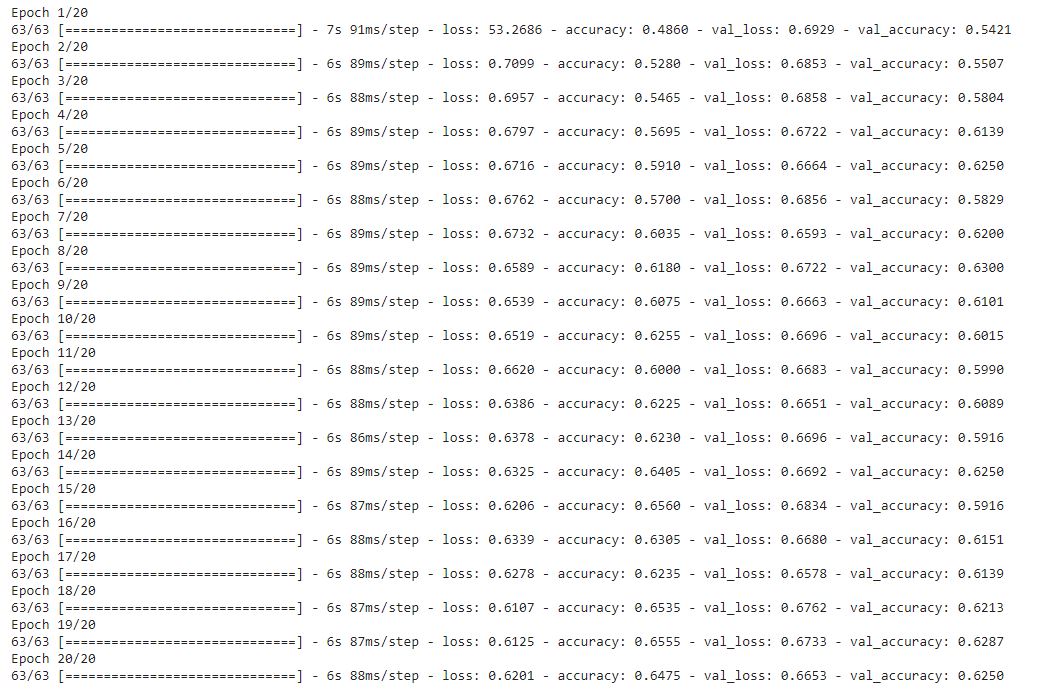 Epoch 1/20
63/63 [==============================] - 7s 91ms/step - loss: 53.2686 - accuracy: 0.4860 - val_loss: 0.6929 - val_accuracy: 0.5421
Epoch 2/20
63/63 [==============================] - 6s 89ms/step - loss: 0.7099 - accuracy: 0.5280 - val_loss: 0.6853 - val_accuracy: 0.5507
Epoch 3/20
63/63 [==============================] - 6s 88ms/step - loss: 0.6957 - accuracy: 0.5465 - val_loss: 0.6858 - val_accuracy: 0.5804
Epoch 4/20
63/63 [==============================] - 6s 89ms/step - loss: 0.6797 - accuracy: 0.5695 - val_loss: 0.6722 - val_accuracy: 0.6139
Epoch 5/20
63/63 [==============================] - 6s 89ms/step - loss: 0.6716 - accuracy: 0.5910 - val_loss: 0.6664 - val_accuracy: 0.6250
Epoch 6/20
63/63 [==============================] - 6s 88ms/step - loss: 0.6762 - accuracy: 0.5700 - val_loss: 0.6856 - val_accuracy: 0.5829
Epoch 7/20
63/63 [==============================] - 6s 89ms/step - loss: 0.6732 - accuracy: 0.6035 - val_loss: 0.6593 - val_accuracy: 0.6200
Epoch 8/20
63/63 [==============================] - 6s 89ms/step - loss: 0.6589 - accuracy: 0.6180 - val_loss: 0.6722 - val_accuracy: 0.6300
Epoch 9/20
63/63 [==============================] - 6s 89ms/step - loss: 0.6539 - accuracy: 0.6075 - val_loss: 0.6663 - val_accuracy: 0.6101
Epoch 10/20
63/63 [==============================] - 6s 89ms/step - loss: 0.6519 - accuracy: 0.6255 - val_loss: 0.6696 - val_accuracy: 0.6015
Epoch 11/20
63/63 [==============================] - 6s 88ms/step - loss: 0.6620 - accuracy: 0.6000 - val_loss: 0.6683 - val_accuracy: 0.5990
Epoch 12/20
63/63 [==============================] - 6s 88ms/step - loss: 0.6386 - accuracy: 0.6225 - val_loss: 0.6651 - val_accuracy: 0.6089
Epoch 13/20
63/63 [==============================] - 6s 86ms/step - loss: 0.6378 - accuracy: 0.6230 - val_loss: 0.6696 - val_accuracy: 0.5916
Epoch 14/20
63/63 [==============================] - 6s 89ms/step - loss: 0.6325 - accuracy: 0.6405 - val_loss: 0.6692 - val_accuracy: 0.6250
Epoch 15/20
63/63 [==============================] - 6s 87ms/step - loss: 0.6206 - accuracy: 0.6560 - val_loss: 0.6834 - val_accuracy: 0.5916
Epoch 16/20
63/63 [==============================] - 6s 88ms/step - loss: 0.6339 - accuracy: 0.6305 - val_loss: 0.6680 - val_accuracy: 0.6151
Epoch 17/20
63/63 [==============================] - 6s 88ms/step - loss: 0.6278 - accuracy: 0.6235 - val_loss: 0.6578 - val_accuracy: 0.6139
Epoch 18/20
63/63 [==============================] - 6s 87ms/step - loss: 0.6107 - accuracy: 0.6535 - val_loss: 0.6762 - val_accuracy: 0.6213
Epoch 19/20
63/63 [==============================] - 6s 87ms/step - loss: 0.6125 - accuracy: 0.6555 - val_loss: 0.6733 - val_accuracy: 0.6287
Epoch 20/20
63/63 [==============================] - 6s 88ms/step - loss: 0.6201 - accuracy: 0.6475 - val_loss: 0.6653 - val_accuracy: 0.6250